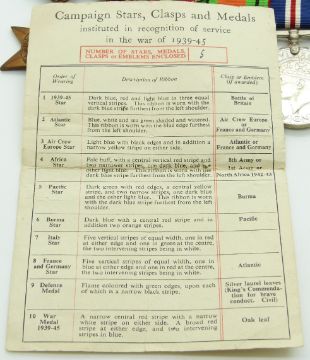 Campaign Stars, Clasps and Medals
instituted in recognition of service
in the war of 1939-45
NUMBER OF STARS, MEDALS,
CLASPS or EMBLEMS ENCLOSED. 5
Order of Wearing
Description of Ribbon
Clasp or Emblem (if awarded)
1 1939-45 Star
Dark blue, red and light blue in three equal
vertical stripes. This ribbon is worn with the
dark blue stripe furthest from the left shoulder.
Battle of Britain
2 Atlantic Star
Blue, white and sea green shaded and watered.
This ribbon is worn with the blue edge furthest
from the left shoulder.
Air Crew Europe
or
France and Germany
3 Air Crew Europe Star
Light blue with black edges and in addition a
narrow yellow stripe on either side.
Atlantic or
France and Germany
4 Africa Star
Pale buff, with a central vertical red stripe and
two narrower stripes, one dark blue, and
other light blue. This ribbon is worn with the
dark blue stripe furthest from the left shoulder.
8th Army or
1st Army or
North Africa 1942-43
5 Pacific Star
Dark green with red edges, a central yellow
stripe, and two narrow stripes, one dark blue
and the other light blue. This ribbon is worn
with the dark blue stripe furthest from the left
shoulder.
Burma
6 Burma Star
Dark blue with a central red stripe and in
addition two orange stripes.
Pacific
7 Italy Star
Five vertical stripes of equal width, one in red
at either edge and one in green at the centre,
the two intervening stripes being in white.
8 France and Germany Star
Five vertical stripes of equal width, one in
blue at either edge and one in red at the centre,
the two intervening stripes being in white.
Atlantic
9 Defence Medal
Flame coloured with green edges, upon each
of which is a narrow black stripe.
Silver laurel leaves
(King's Commenda-
tion for brave
conduct. Civil)
10 War Medal 1939-45
A narrow central red stripe with a narrow
white stripe on either side. A broad red
stripe at either edge, and two intervening
stripes in blue.
Oak leaf